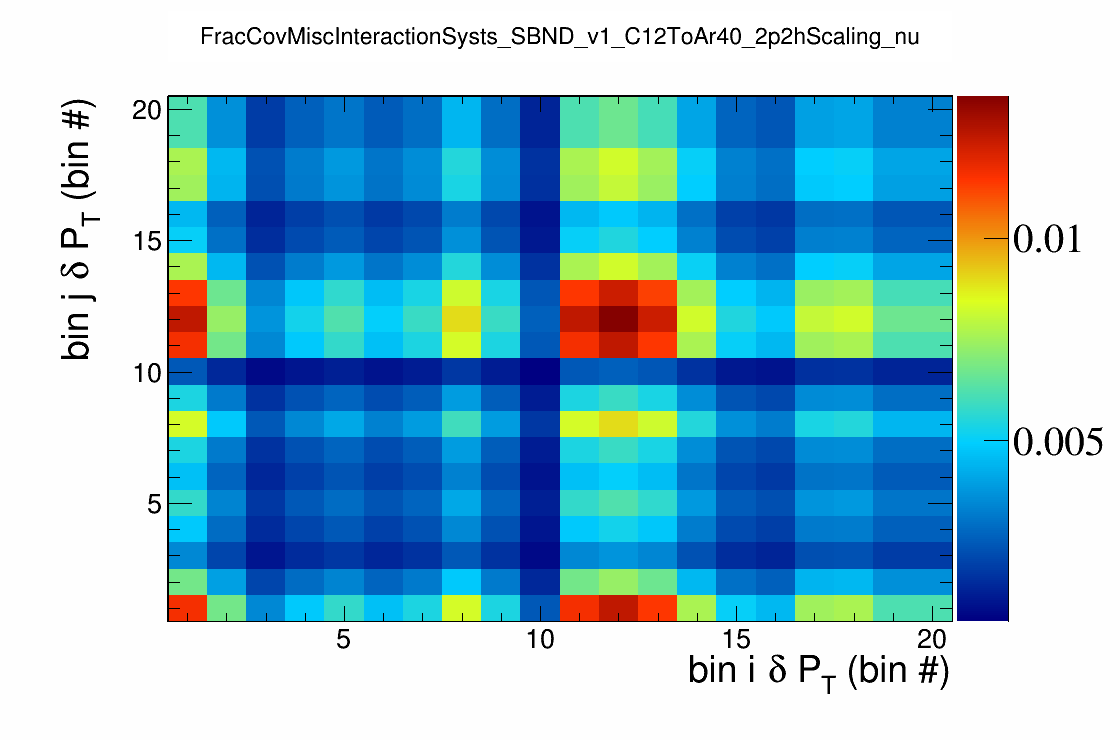 FracCovMiscInteractionSysts_SBND_v1_C12ToAr40_2p2hScaling_nu
bin j δ P_T (bin #)
20
15
10
5
0.01
0.005
5 10 15 20
bin i δ P_T (bin #)